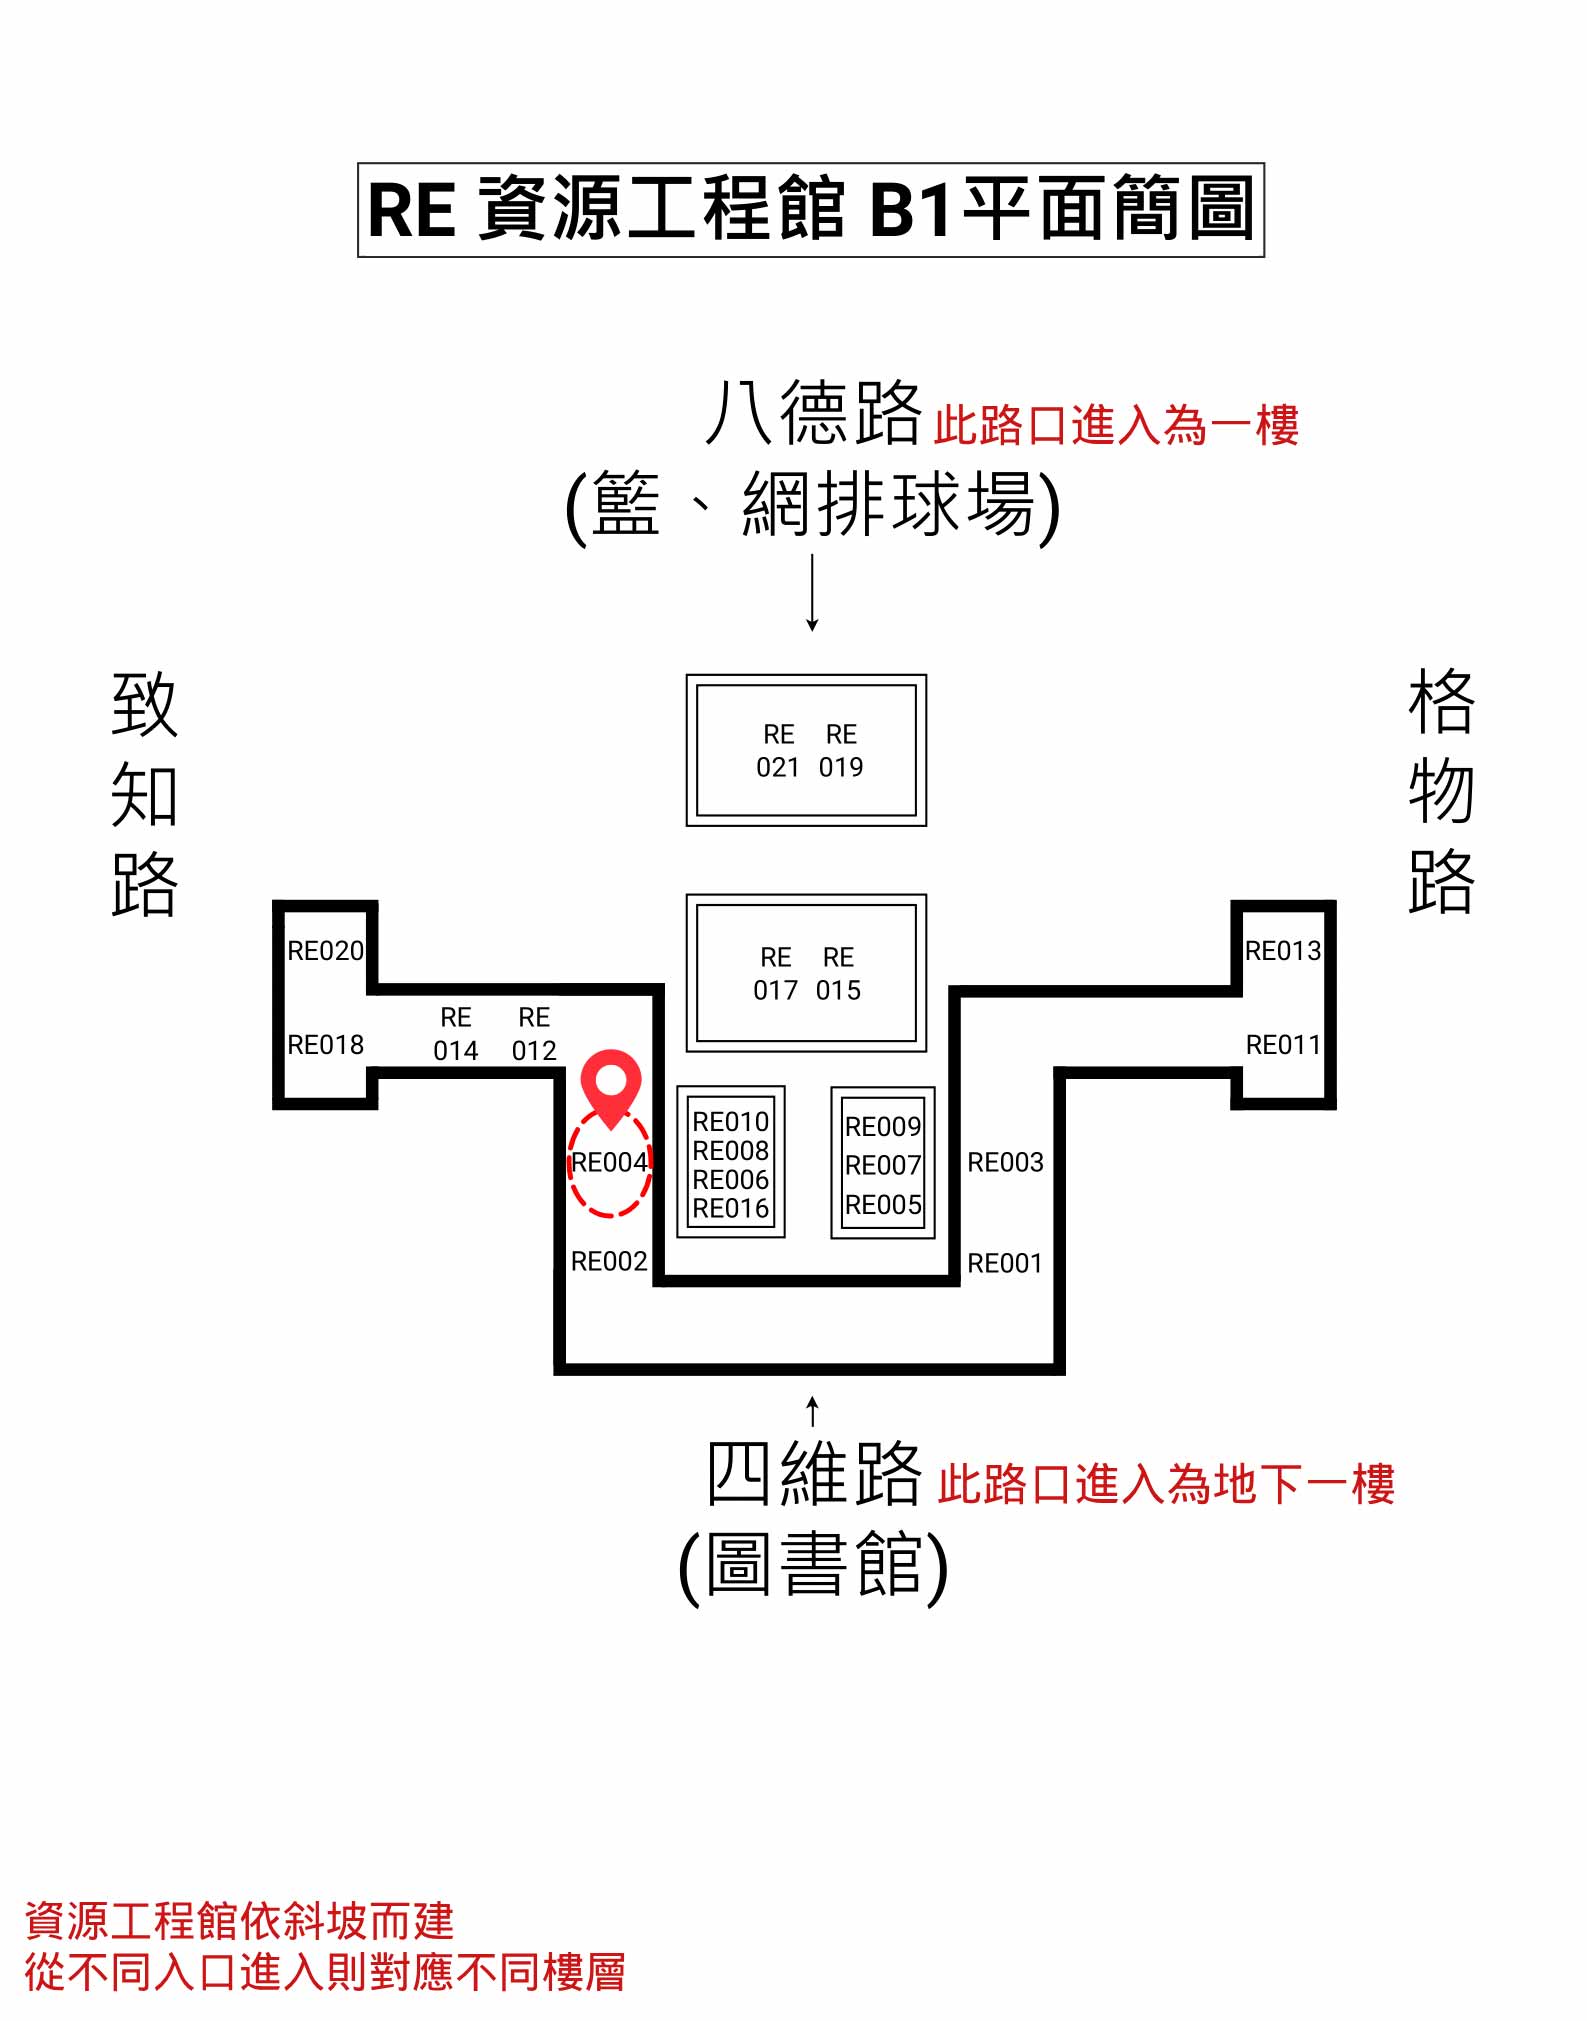 RE 資源工程館 B1平面簡圖
八德路 此路口進入為一樓
(籃、網排球場)
致知路
格物路
RE RE
021 019
RE RE
017 015
RE020
RE018
RE RE
014 012
RE004
RE002
RE010
RE008
RE006
RE016
RE009
RE007
RE005
RE003
RE001
RE013
RE011
四維路 此路口進入為地下一樓
(圖書館)
資源工程館依斜坡而建
從不同入口進入則對應不同樓層